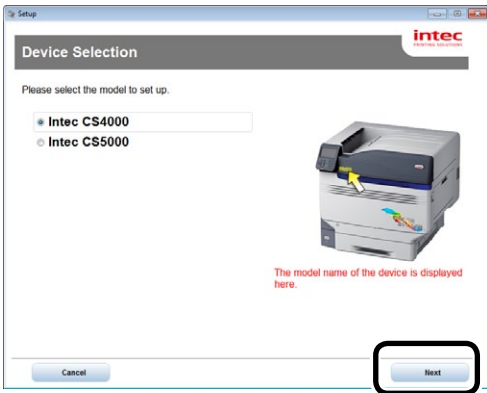 Setup
intec
PRINTING SOLUTIONS
Device Selection
Please select the model to set up.
Intec CS4000
Intec CS5000
The model name of the device is displayed
here.
Cancel
Next